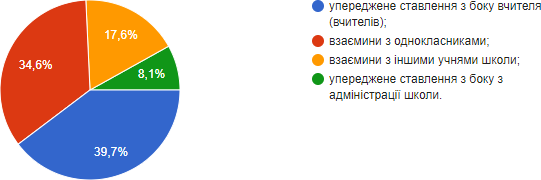 17,6%
34,6%
8,1%
39,7%
упереджене ставлення з боку вчителя
(вчителів);
взаємини з однокласниками;
взаємини з іншими учнями школи;
упереджене ставлення з боку з
адміністрації школи.